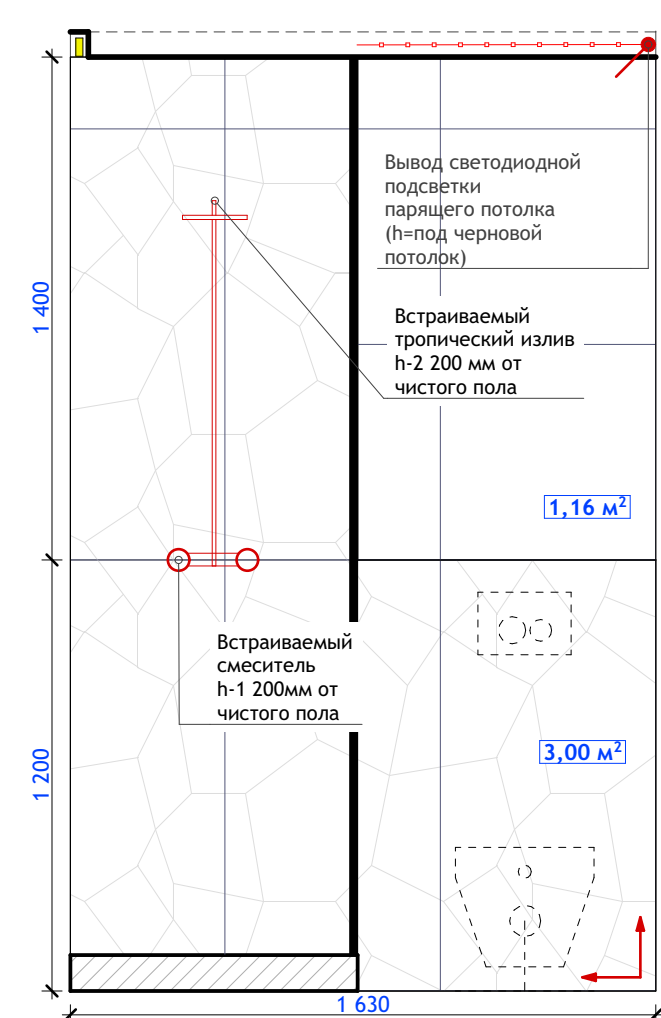 Вывод светодиодной
подсветки
парящего потолка
(h=под черновой
потолок)
1 400
Встраиваемый
тропический излив
h-2 200 мм от
чистого пола
1,16 м²
Встраиваемый
смеситель
h-1 200мм от
чистого пола
3,00 м²
1 200
1 630